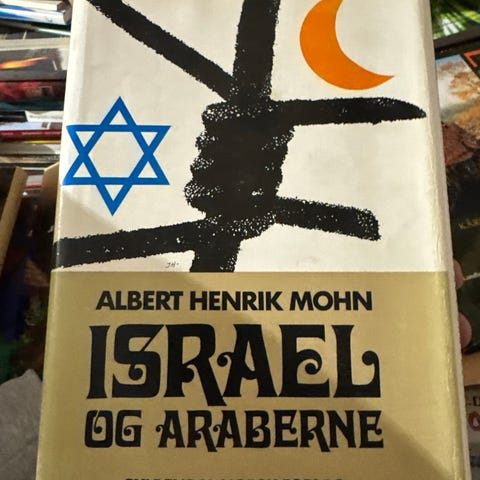 ALBERT HENRIK MOHN
ISRAEL
OG ARABERNE